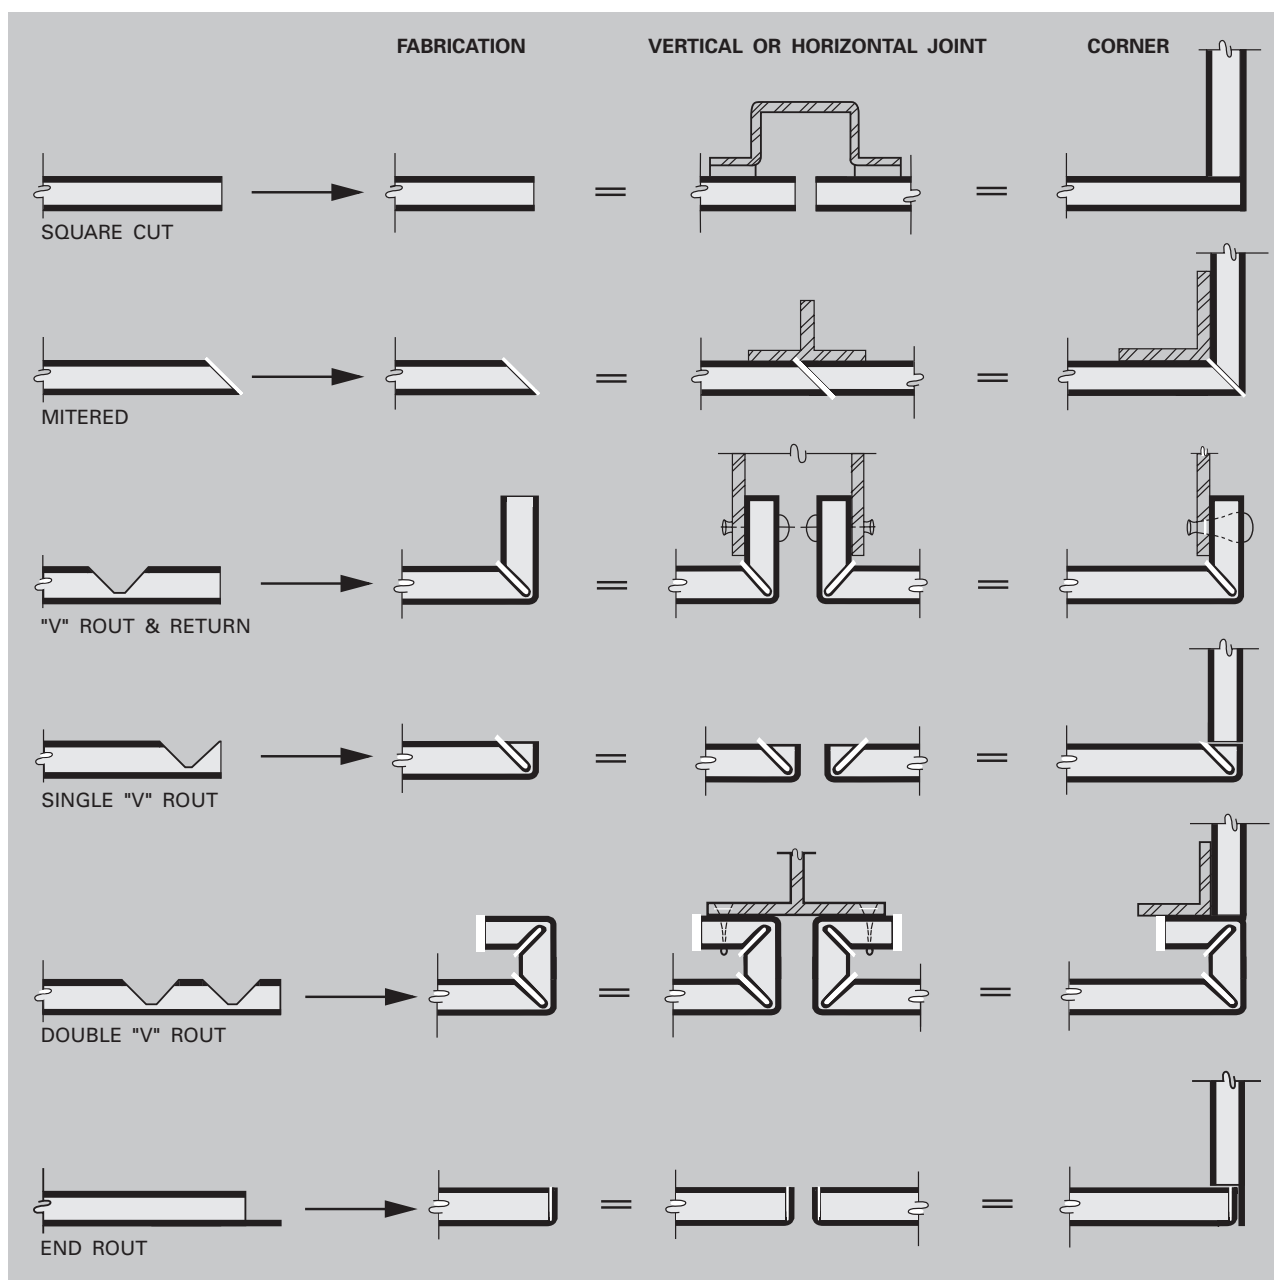 FABRICATION VERTICAL OR HORIZONTAL JOINT CORNER
SQUARE CUT
MITERED
"V" ROUT & RETURN
SINGLE "V" ROUT
DOUBLE "V" ROUT
END ROUT